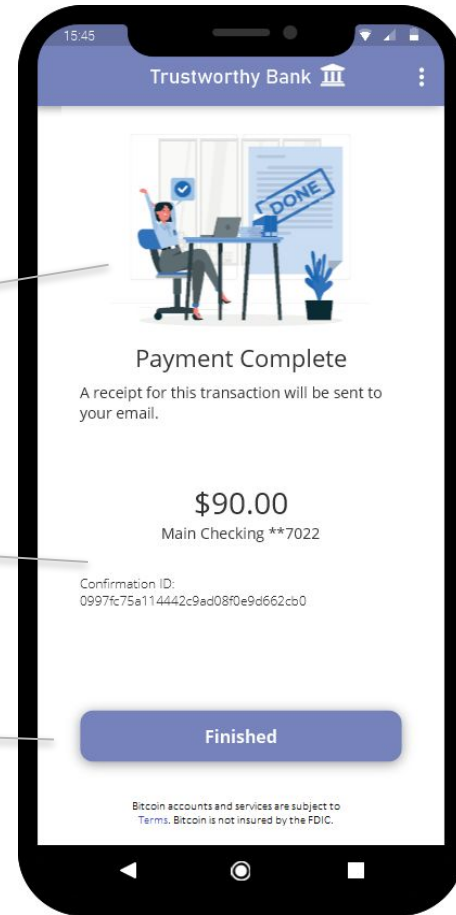 15:45
Trustworthy Bank
DONE
Payment Complete
A receipt for this transaction will be sent to
your email.
$90.00
Main Checking **7022
Confirmation ID:
0997fc75a114442c9ad08f0e9d662cb0
Finished
Bitcoin accounts and services are subject to
Terms. Bitcoin is not insured by the FDIC.